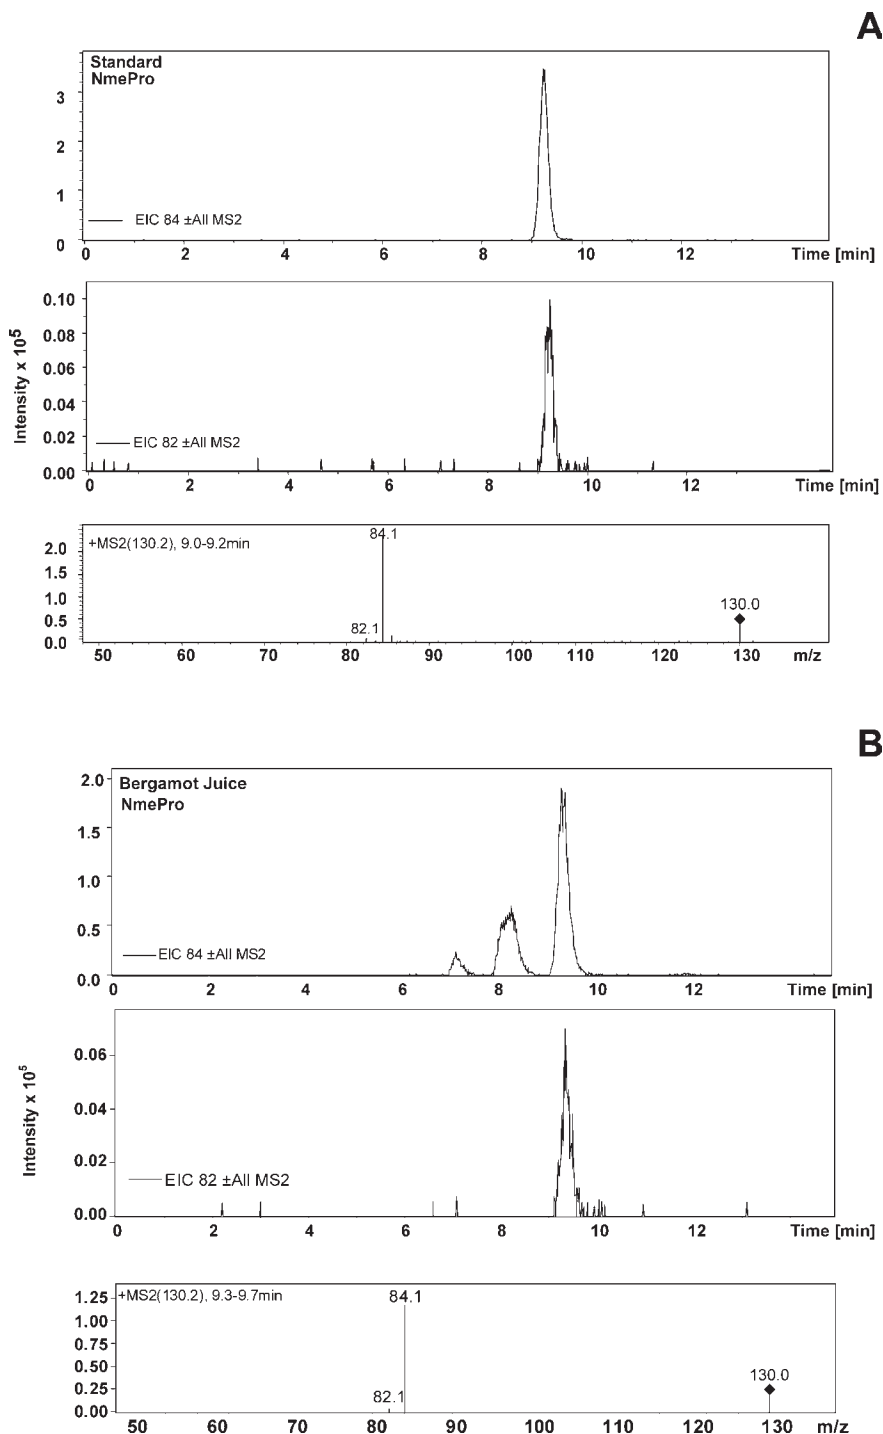 A
Standard
NmePro
3
2
1
0
EIC 84 ±All MS2
0 2 4 6 8 10 12 Time [min]
Intensity x 10⁵
0.10
0.08
0.06
0.04
0.02
0.00
EIC 82 ±All MS2
0 2 4 6 8 10 12 Time [min]
+MS2(130.2), 9.0-9.2min
2.0
1.5
1.0
0.5
0.0
84.1
82.1
130.0
50 60 70 80 90 100 110 120 130 m/z
B
Bergamot Juice
NmePro
2.0
1.5
1.0
0.5
0.0
EIC 84 ±All MS2
0 2 4 6 8 10 12 Time [min]
Intensity x 10⁵
0.06
0.04
0.02
0.00
EIC 82 ±All MS2
0 2 4 6 8 10 12 Time [min]
+MS2(130.2), 9.3-9.7min
1.25
1.00
0.75
0.50
0.25
0.00
84.1
82.1
130.0
50 60 70 80 90 100 110 120 130 m/z